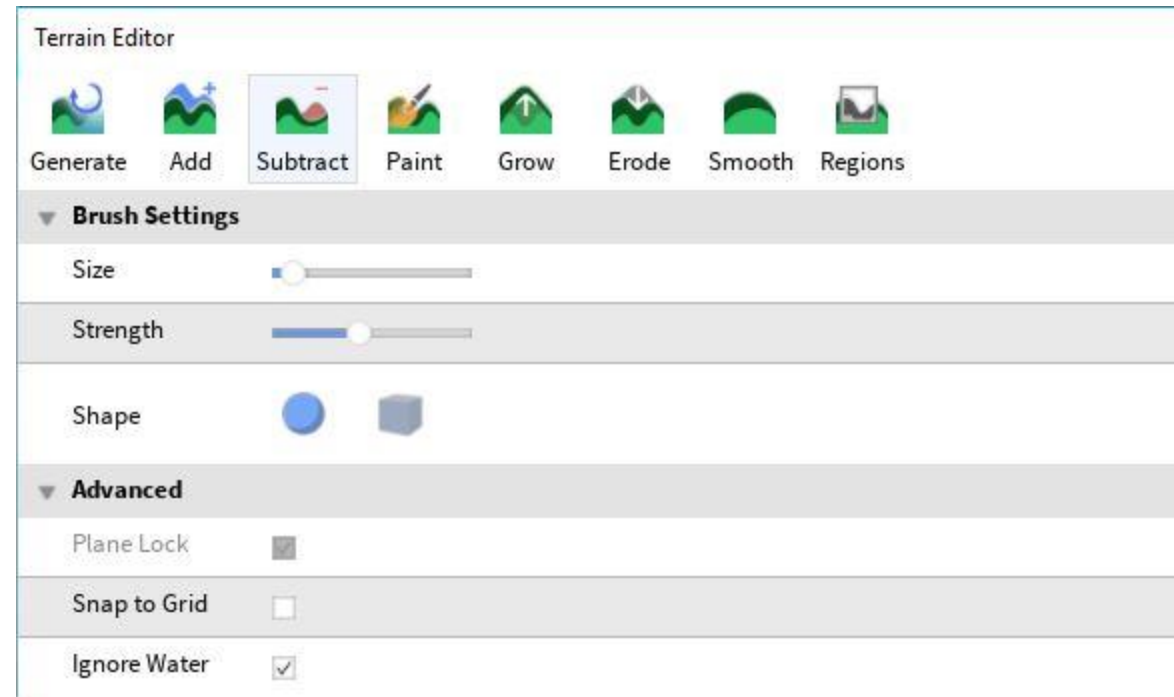 Terrain Editor
Generate Add Subtract Paint Grow Erode Smooth Regions
Brush Settings
Size
Strength
Shape
Advanced
Plane Lock
Snap to Grid
Ignore Water